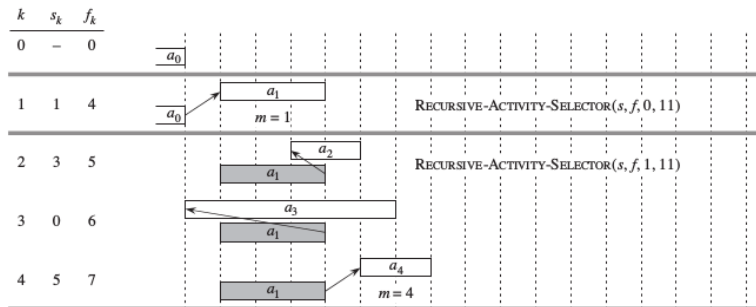 k s_k f_k
0 – 0
a_0
1 1 4
a_1
a_0
m = 1
RECURSIVE-ACTIVITY-SELECTOR(s, f, 0, 11)
2 3 5
a_2
a_1
RECURSIVE-ACTIVITY-SELECTOR(s, f, 1, 11)
3 0 6
a_3
a_1
4 5 7
a_4
a_1
m = 4